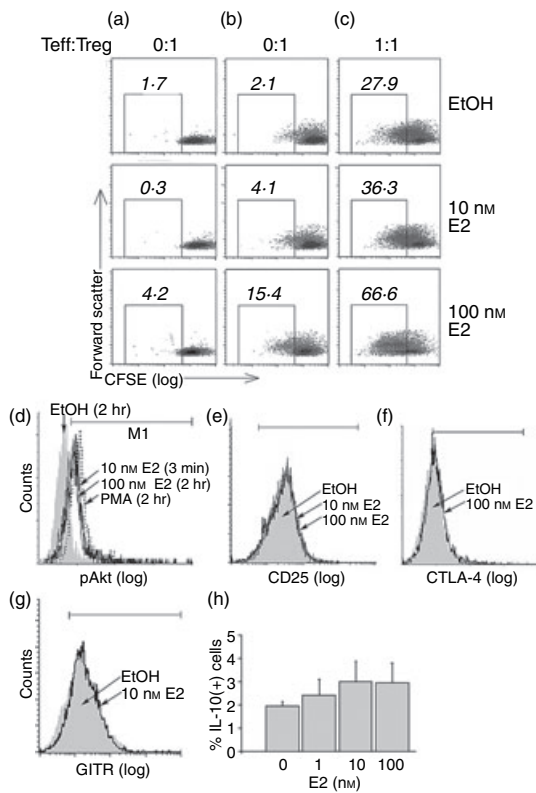 (a) (b) (c)
Teff:Treg 0:1 0:1 1:1
1·7 2·1 27·9 EtOH
0·3 4·1 36·3 10 nM E2
4·2 15·4 66·6 100 nM E2
Forward scatter
CFSE (log)
(d) EtOH (2 hr)
M1
10 nM E2 (3 min)
100 nM E2 (2 hr)
PMA (2 hr)
Counts
pAkt (log)
(e)
EtOH
10 nM E2
100 nM E2
Counts
CD25 (log)
(f)
EtOH
100 nM E2
CTLA-4 (log)
(g)
EtOH
10 nM E2
Counts
GITR (log)
(h)
% IL-10(+) cells
5
4
3
2
1
0
0 1 10 100
E2 (nM)